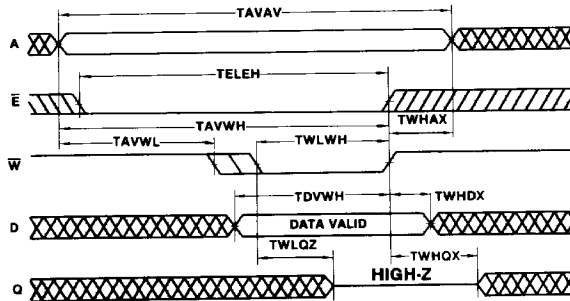 TAVAV
A
TELEH
E
TAVWH
TWHAX
TAVWL
TWLWH
W
TDVWH
TWHDX
D
DATA VALID
TWLQZ
TWHQX
HIGH-Z
Q